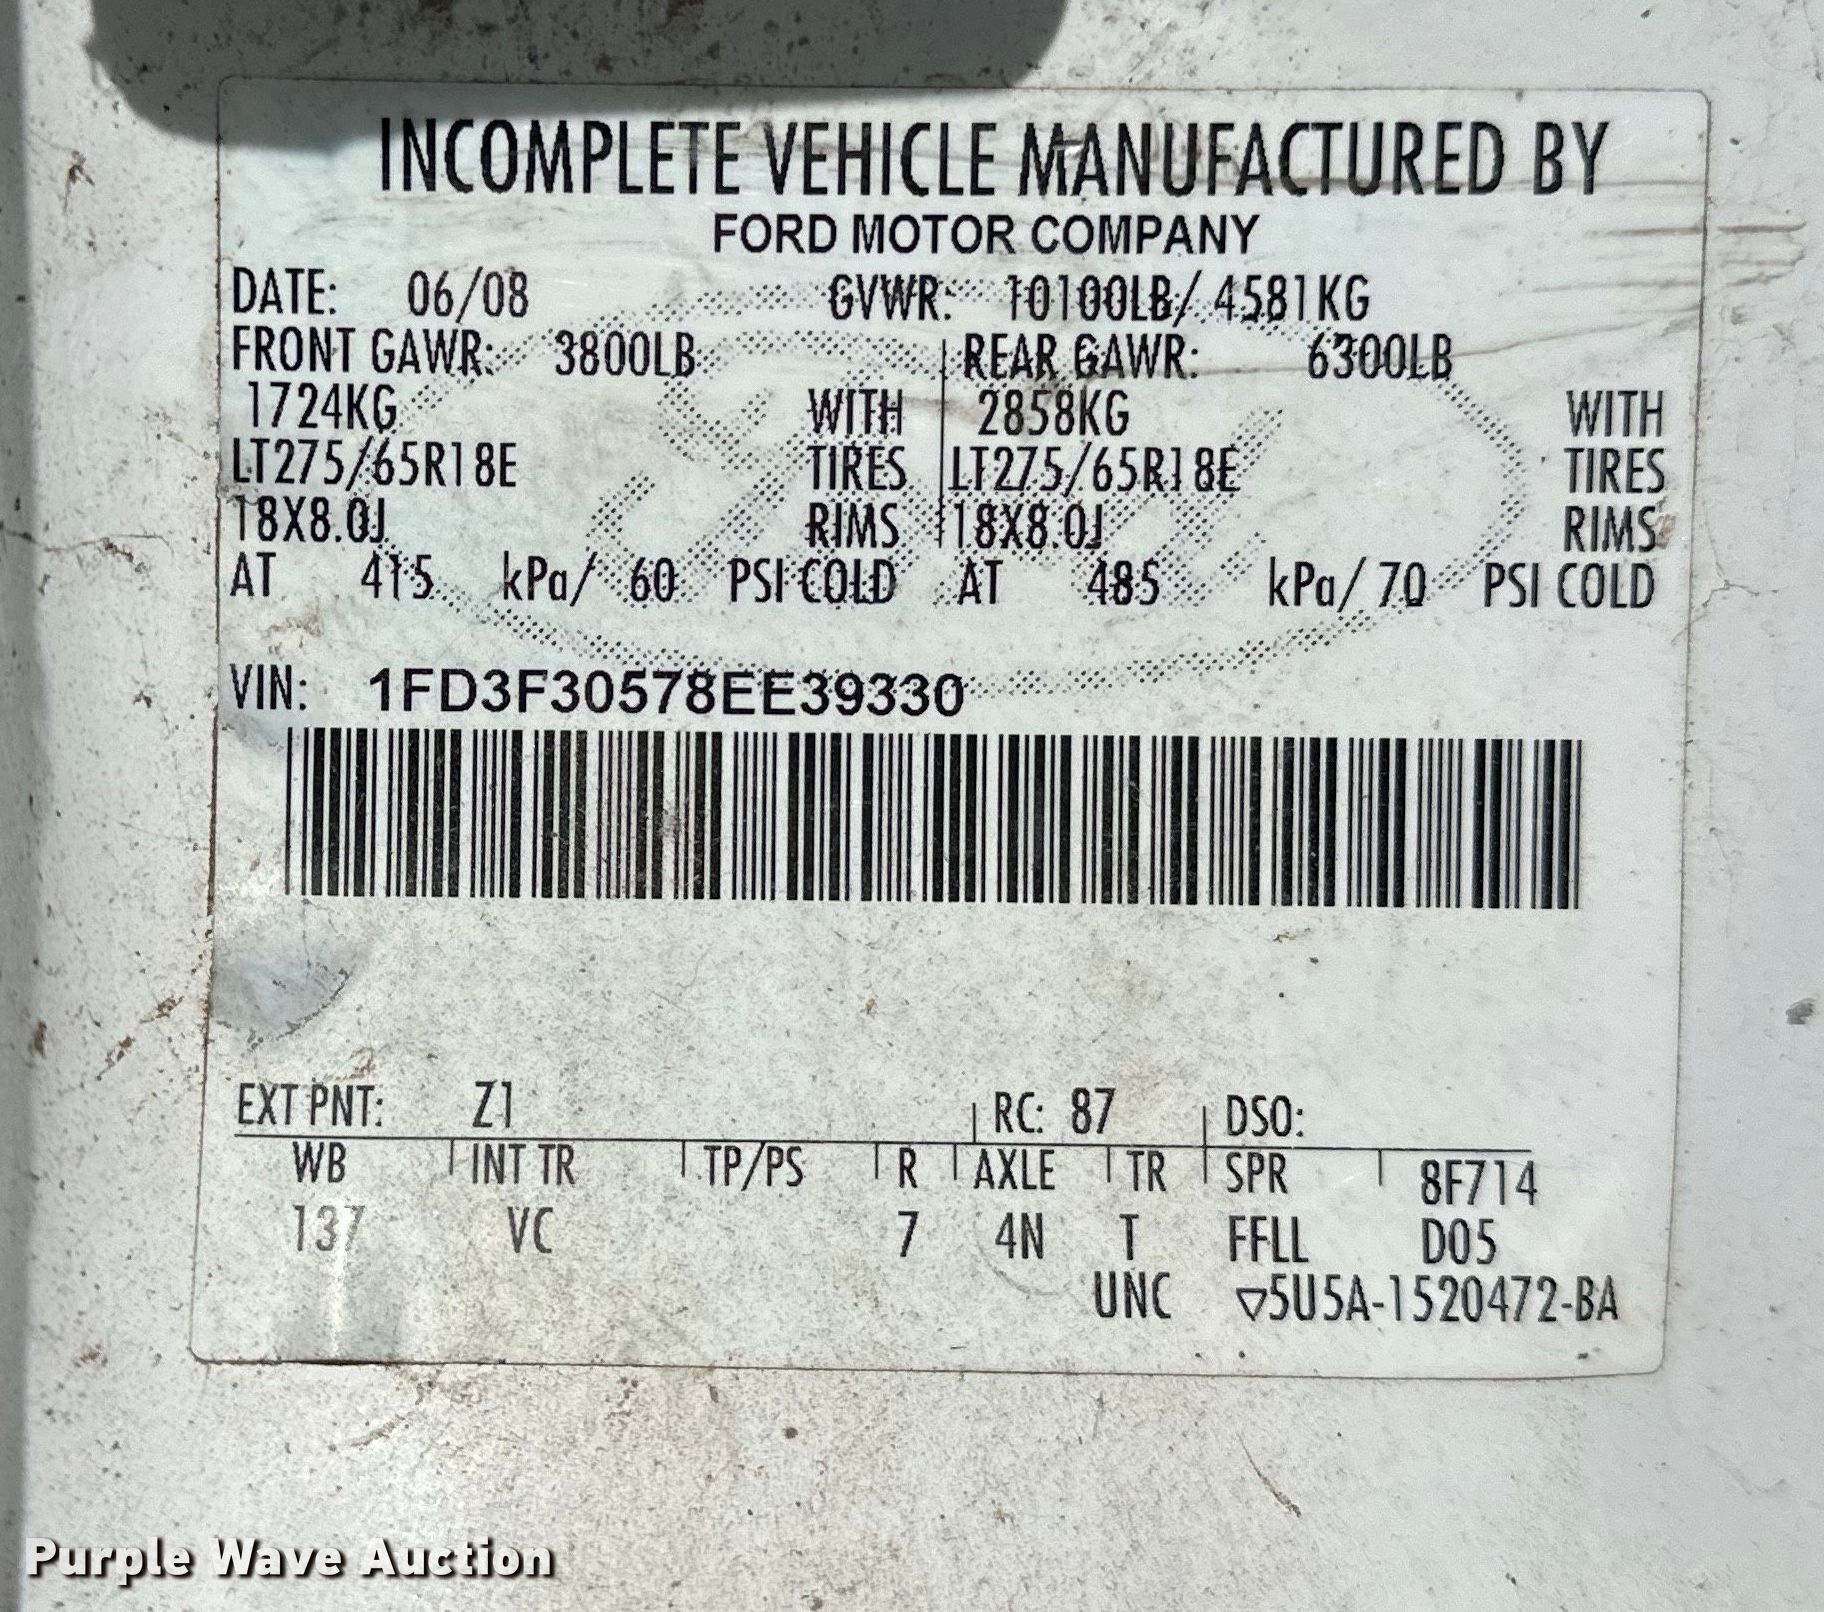 INCOMPLETE VEHICLE MANUFACTURED BY
FORD MOTOR COMPANY
DATE: 06/08 GVWR: 10100LB/ 4581KG
FRONT GAWR: 3800LB REAR GAWR: 6300LB
1724KG WITH 2858KG WITH
LT275/65R18E TIRES LT275/65R18E TIRES
18X8.0J RIMS 18X8.0J RIMS
AT 415 kPa/ 60 PSI COLD AT 485 kPa/ 70 PSI COLD
VIN: 1FD3F30578EE39330
EXT PNT: Z1 RC: 87 DSO:
WB INT TR TP/PS R AXLE TR SPR 8F714
137 VC 7 4N T FFLL D05
UNC ▽5U5A-1520472-BA
Purple Wave Auction